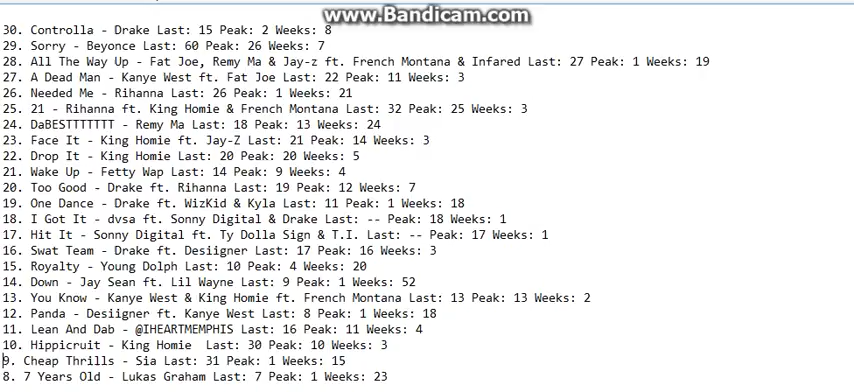 www.Bandicam.com
30. Controlla - Drake Last: 15 Peak: 2 Weeks: 8
29. Sorry - Beyonce Last: 60 Peak: 26 Weeks: 7
28. All The Way Up - Fat Joe, Remy Ma & Jay-z ft. French Montana & Infared Last: 27 Peak: 1 Weeks: 19
27. A Dead Man - Kanye West ft. Fat Joe Last: 22 Peak: 11 Weeks: 3
26. Needed Me - Rihanna Last: 26 Peak: 1 Weeks: 21
25. 21 - Rihanna ft. King Homie & French Montana Last: 32 Peak: 25 Weeks: 3
24. DaBESTTTTTTT - Remy Ma Last: 18 Peak: 13 Weeks: 24
23. Face It - King Homie ft. Jay-Z Last: 21 Peak: 14 Weeks: 3
22. Drop It - King Homie Last: 20 Peak: 20 Weeks: 5
21. Wake Up - Fetty Wap Last: 14 Peak: 9 Weeks: 4
20. Too Good - Drake ft. Rihanna Last: 19 Peak: 12 Weeks: 7
19. One Dance - Drake ft. WizKid & Kyla Last: 11 Peak: 1 Weeks: 18
18. I Got It - dvsa ft. Sonny Digital & Drake Last: -- Peak: 18 Weeks: 1
17. Hit It - Sonny Digital ft. Ty Dolla Sign & T.I. Last: -- Peak: 17 Weeks: 1
16. Swat Team - Drake ft. Desiigner Last: 17 Peak: 16 Weeks: 3
15. Royalty - Young Dolph Last: 10 Peak: 4 Weeks: 20
14. Down - Jay Sean ft. Lil Wayne Last: 9 Peak: 1 Weeks: 52
13. You Know - Kanye West & King Homie ft. French Montana Last: 13 Peak: 13 Weeks: 2
12. Panda - Desiigner ft. Kanye West Last: 8 Peak: 1 Weeks: 18
11. Lean And Dab - @IHEARTMEMPHIS Last: 16 Peak: 11 Weeks: 4
10. Hippicruit - King Homie  Last: 30 Peak: 10 Weeks: 3
9. Cheap Thrills - Sia Last: 31 Peak: 1 Weeks: 15
8. 7 Years Old - Lukas Graham Last: 7 Peak: 1 Weeks: 23